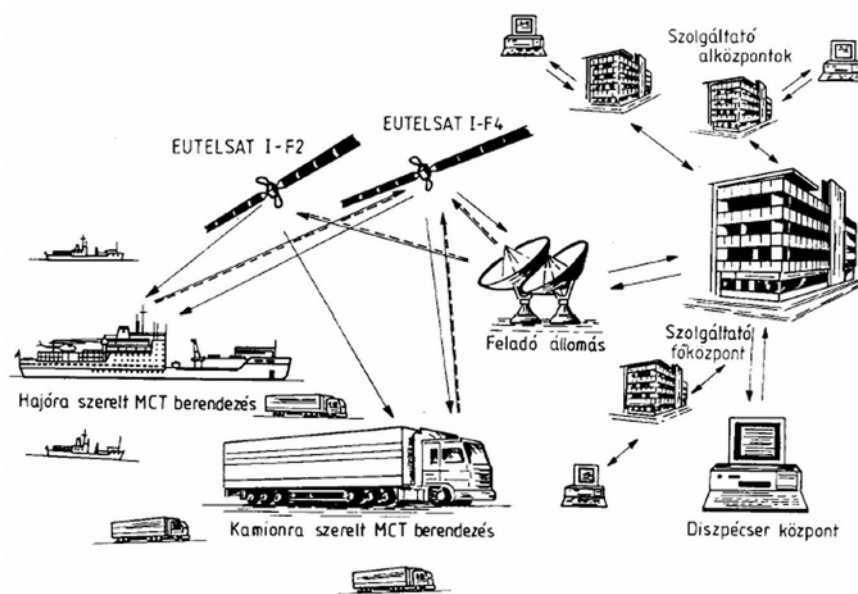 Szolgáltató
alközpontok
EUTELSAT I-F2
EUTELSAT I-F4
Feladó állomás
Szolgáltató
főközpont
Hajóra szerelt MCT berendezés
Kamionra szerelt MCT berendezés
Diszpécser központ